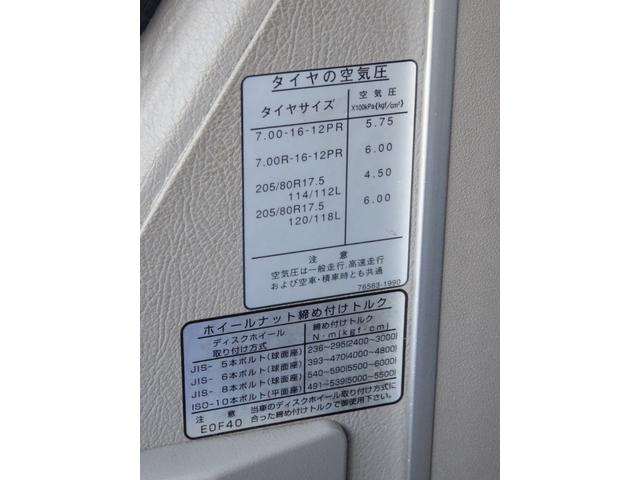 タイヤの空気圧
タイヤサイズ
空気圧
X100kPa{kgf/cm²}
7.00-16-12PR 5.75
7.00R-16-12PR 6.00
205/80R17.5 4.50
114/112L
205/80R17.5 6.00
120/118L
注意
空気圧は一般走行,高速走行
および空車・積車時とも共通
76563-1990
ホイールナット締め付けトルク
ディスクホイール
取り付け方式
締め付けトルク
N・m{kgf・cm}
JIS- 5本ボルト(球面座) 236~295{2400~3000}
JIS- 6本ボルト(球面座) 393~470{4000~4800}
JIS- 8本ボルト(球面座) 540~590{5500~6000}
ISO-10本ボルト(平面座) 491~539{5000~5500}
注意 当車のディスクホイール取り付け方式に
合った締め付けトルクで御使用下さい。
E0F40